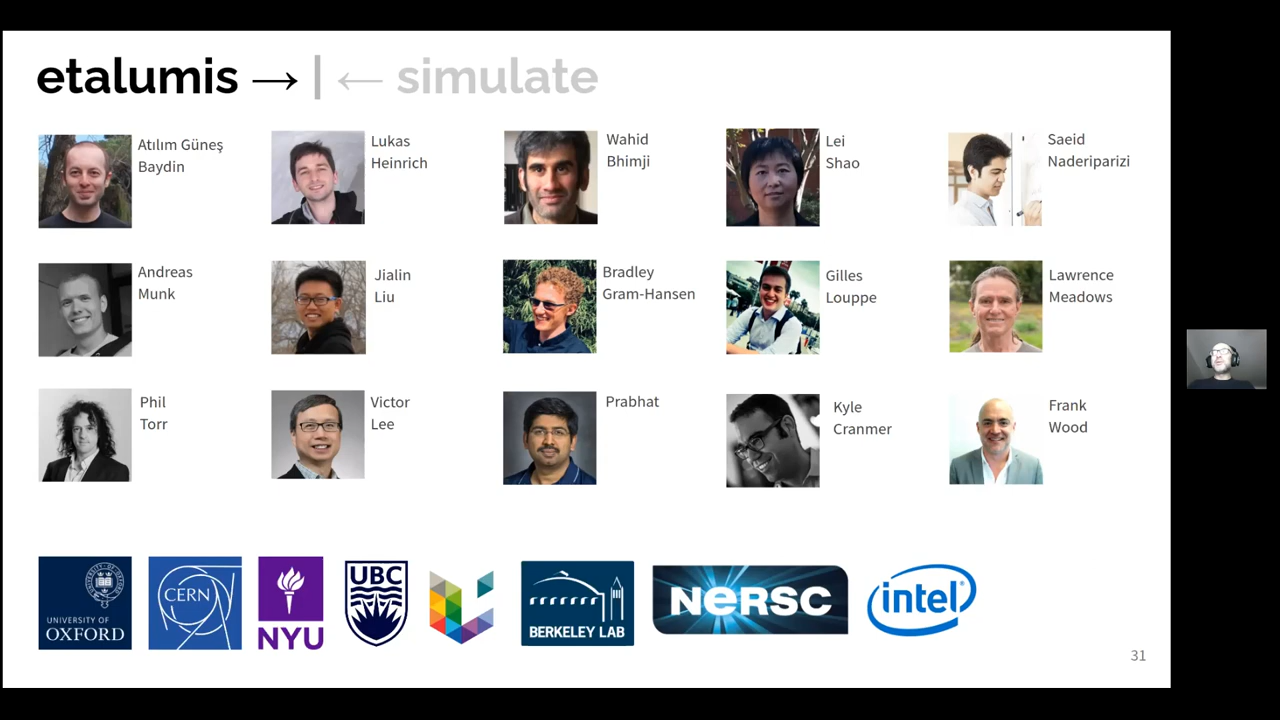 etalumis → | ← simulate
Atılım Güneş
Baydin
Lukas
Heinrich
Wahid
Bhimji
Lei
Shao
Saeid
Naderiparizi
Andreas
Munk
Jialin
Liu
Bradley
Gram-Hansen
Gilles
Louppe
Lawrence
Meadows
Phil
Torr
Victor
Lee
Prabhat
Kyle
Cranmer
Frank
Wood
UNIVERSITY OF
OXFORD
CERN
NYU
UBC
BERKELEY LAB
NERSC
intel®
31